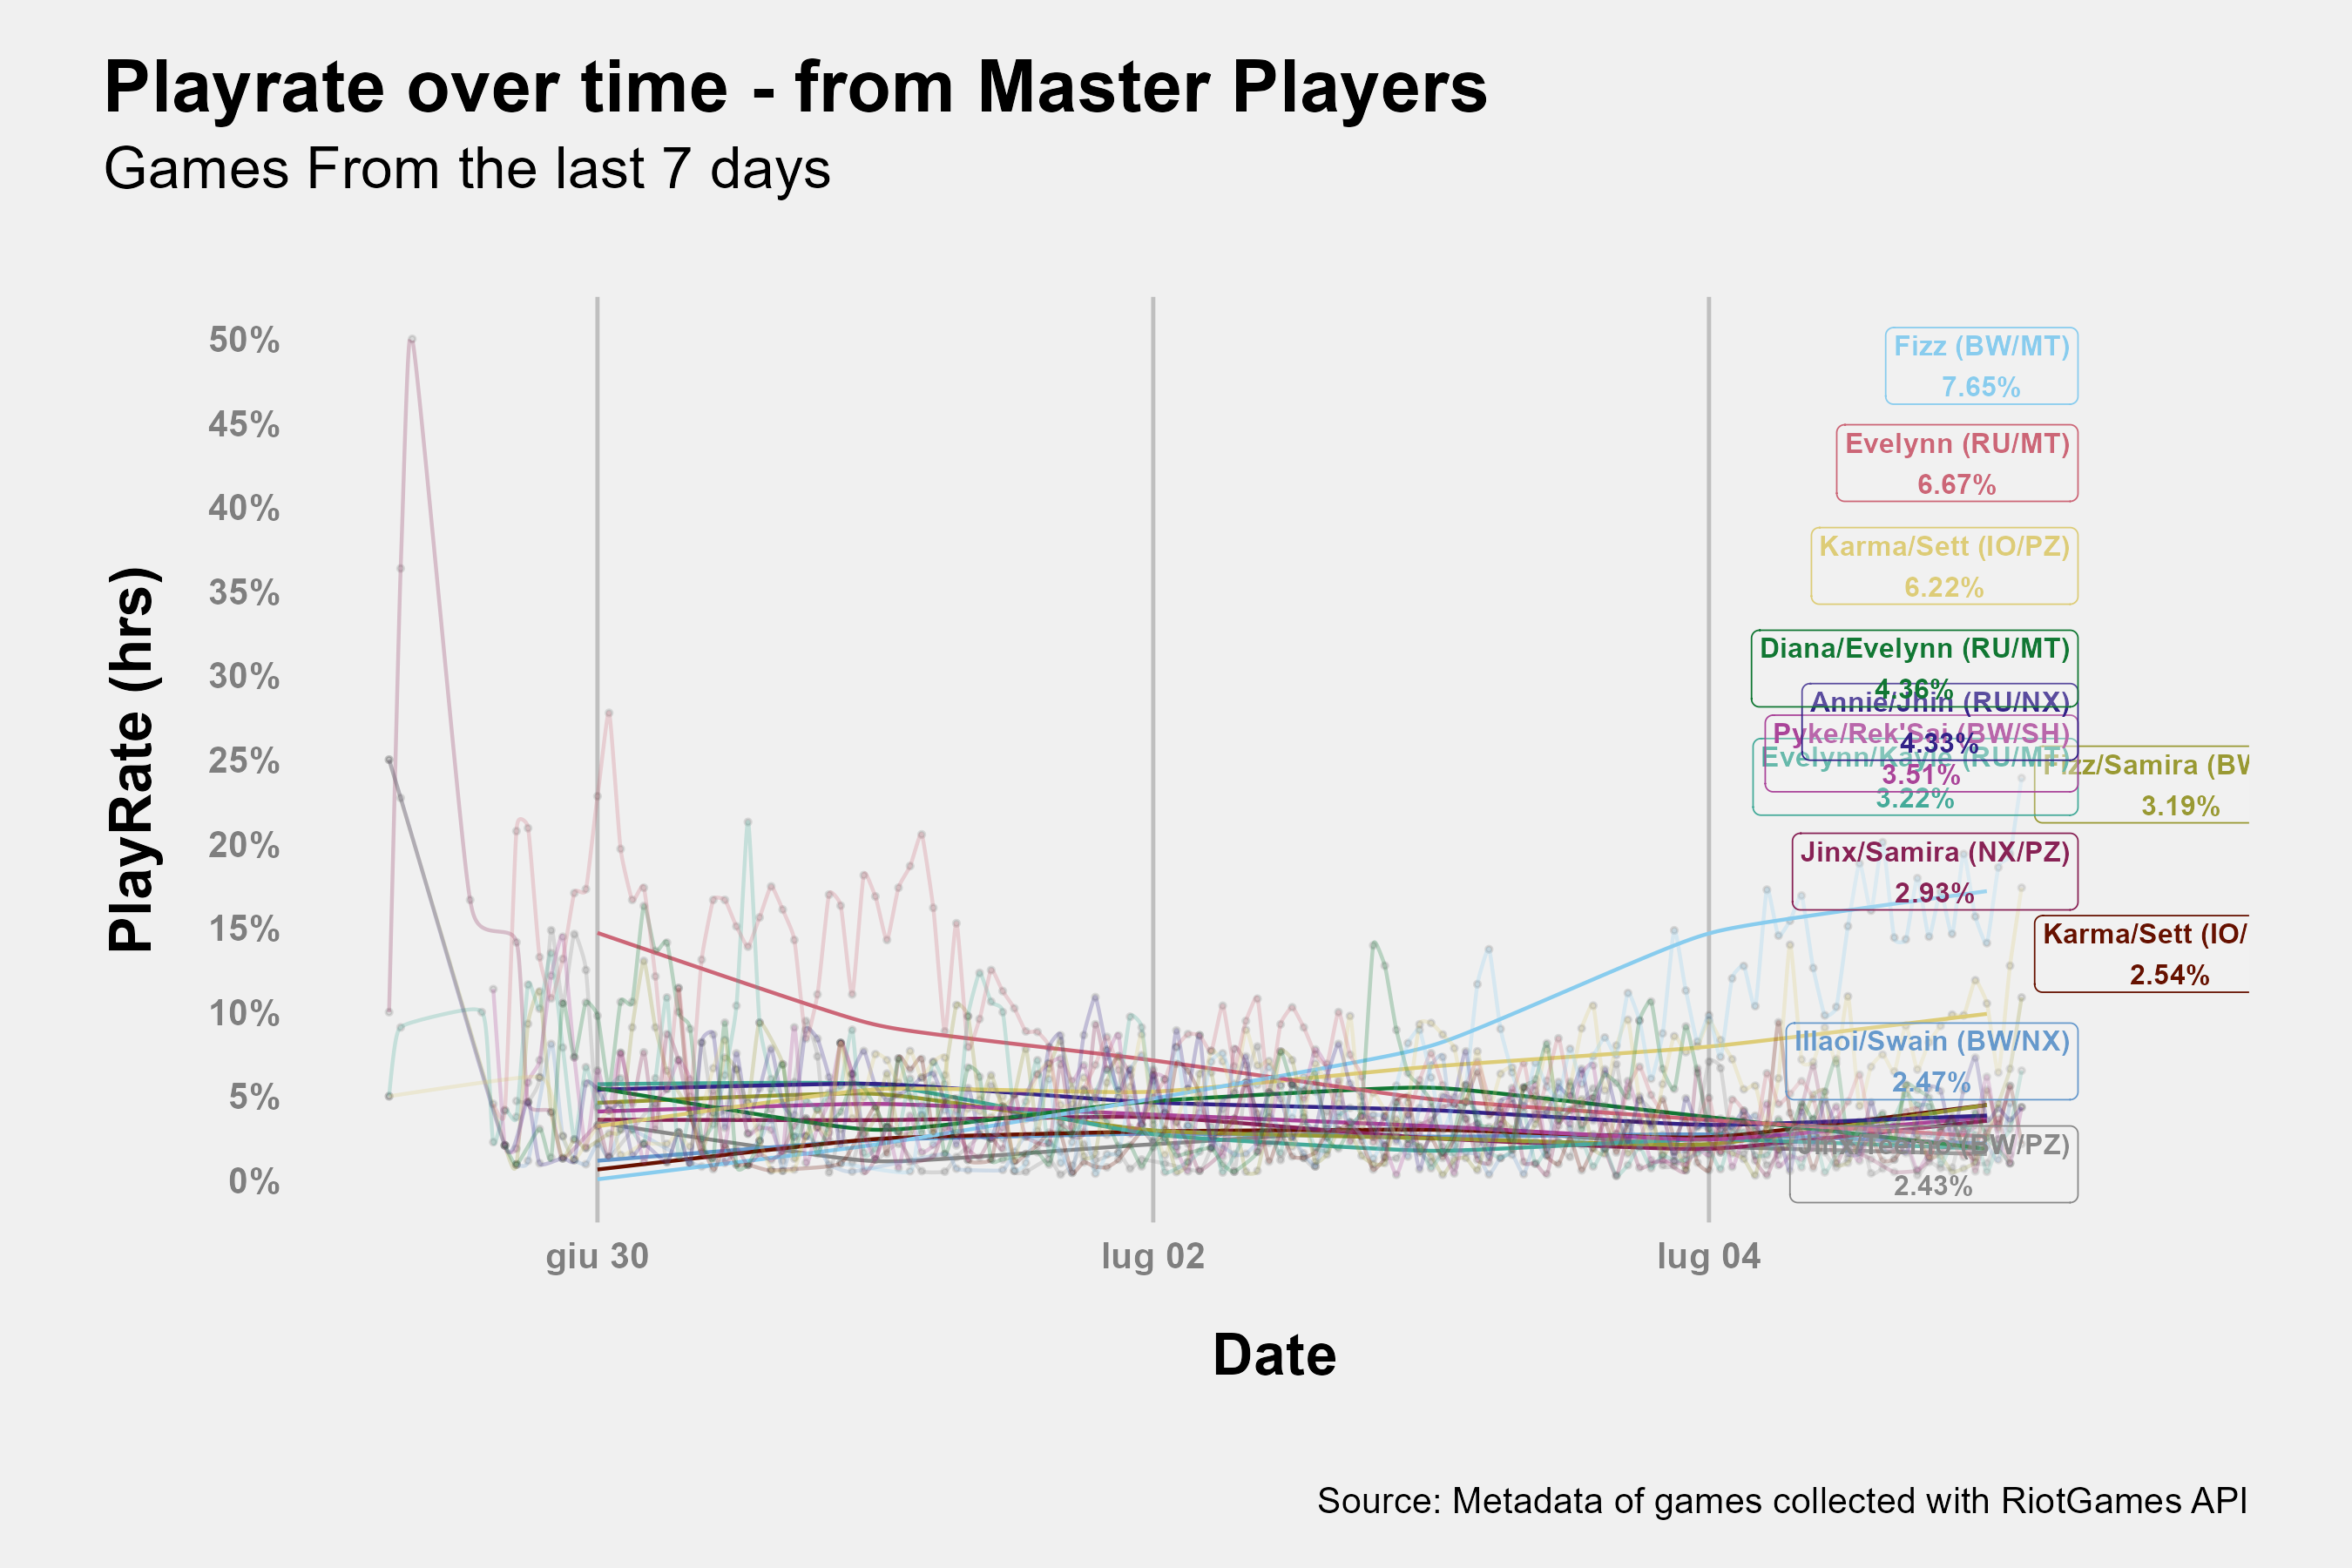 Playrate over time - from Master Players
Games From the last 7 days
PlayRate (hrs)
50%
45%
40%
35%
30%
25%
20%
15%
10%
5%
0%
Fizz (BW/MT)
7.65%
Evelynn (RU/MT)
6.67%
Karma/Sett (IO/PZ)
6.22%
Diana/Evelynn (RU/MT)
4.36%
Annie/Jhin (RU/NX)
4.33%
Pyke/Rek'Sai (BW/SH)
3.51%
Evelynn/Kayle (RU/MT)
3.22%
Fizz/Samira (BW
3.19%
Jinx/Samira (NX/PZ)
2.93%
Karma/Sett (IO/
2.54%
Illaoi/Swain (BW/NX)
2.47%
(BW/PZ)
2.43%
giu 30
lug 02
lug 04
Date
Source: Metadata of games collected with RiotGames API